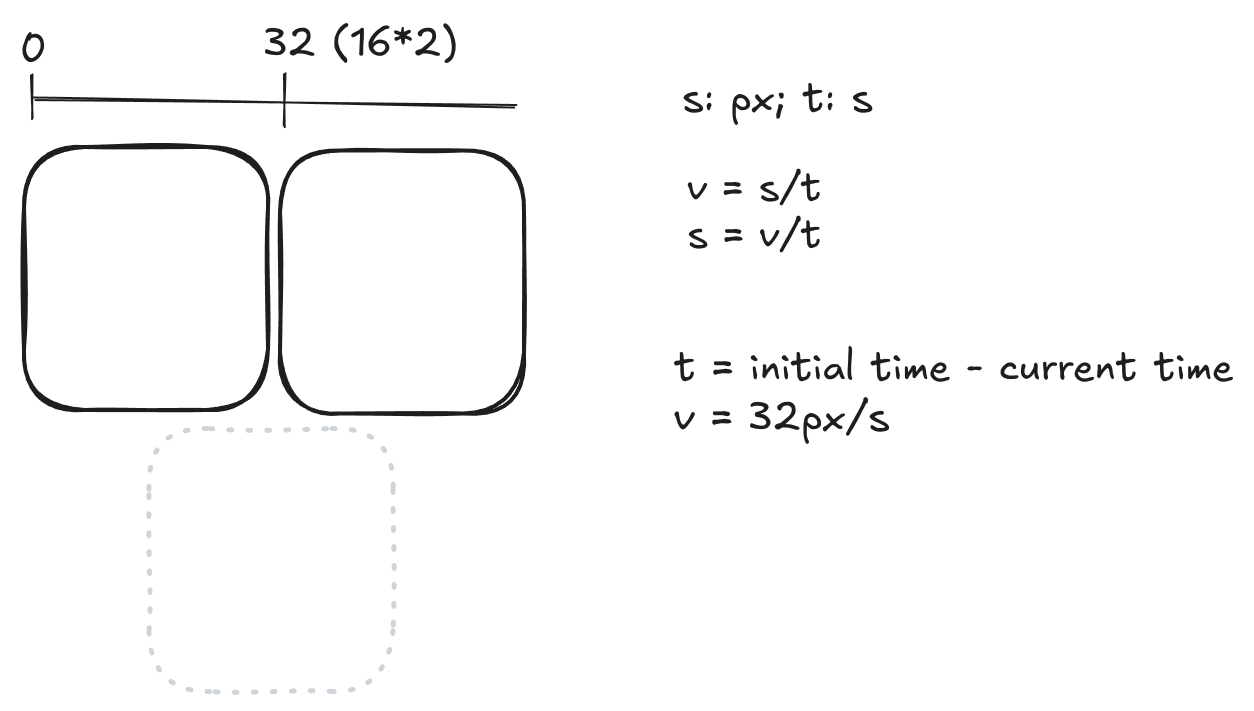 0
32 (16*2)
s: px; t: s
v = s/t
s = v/t
t = initial time - current time
v = 32px/s